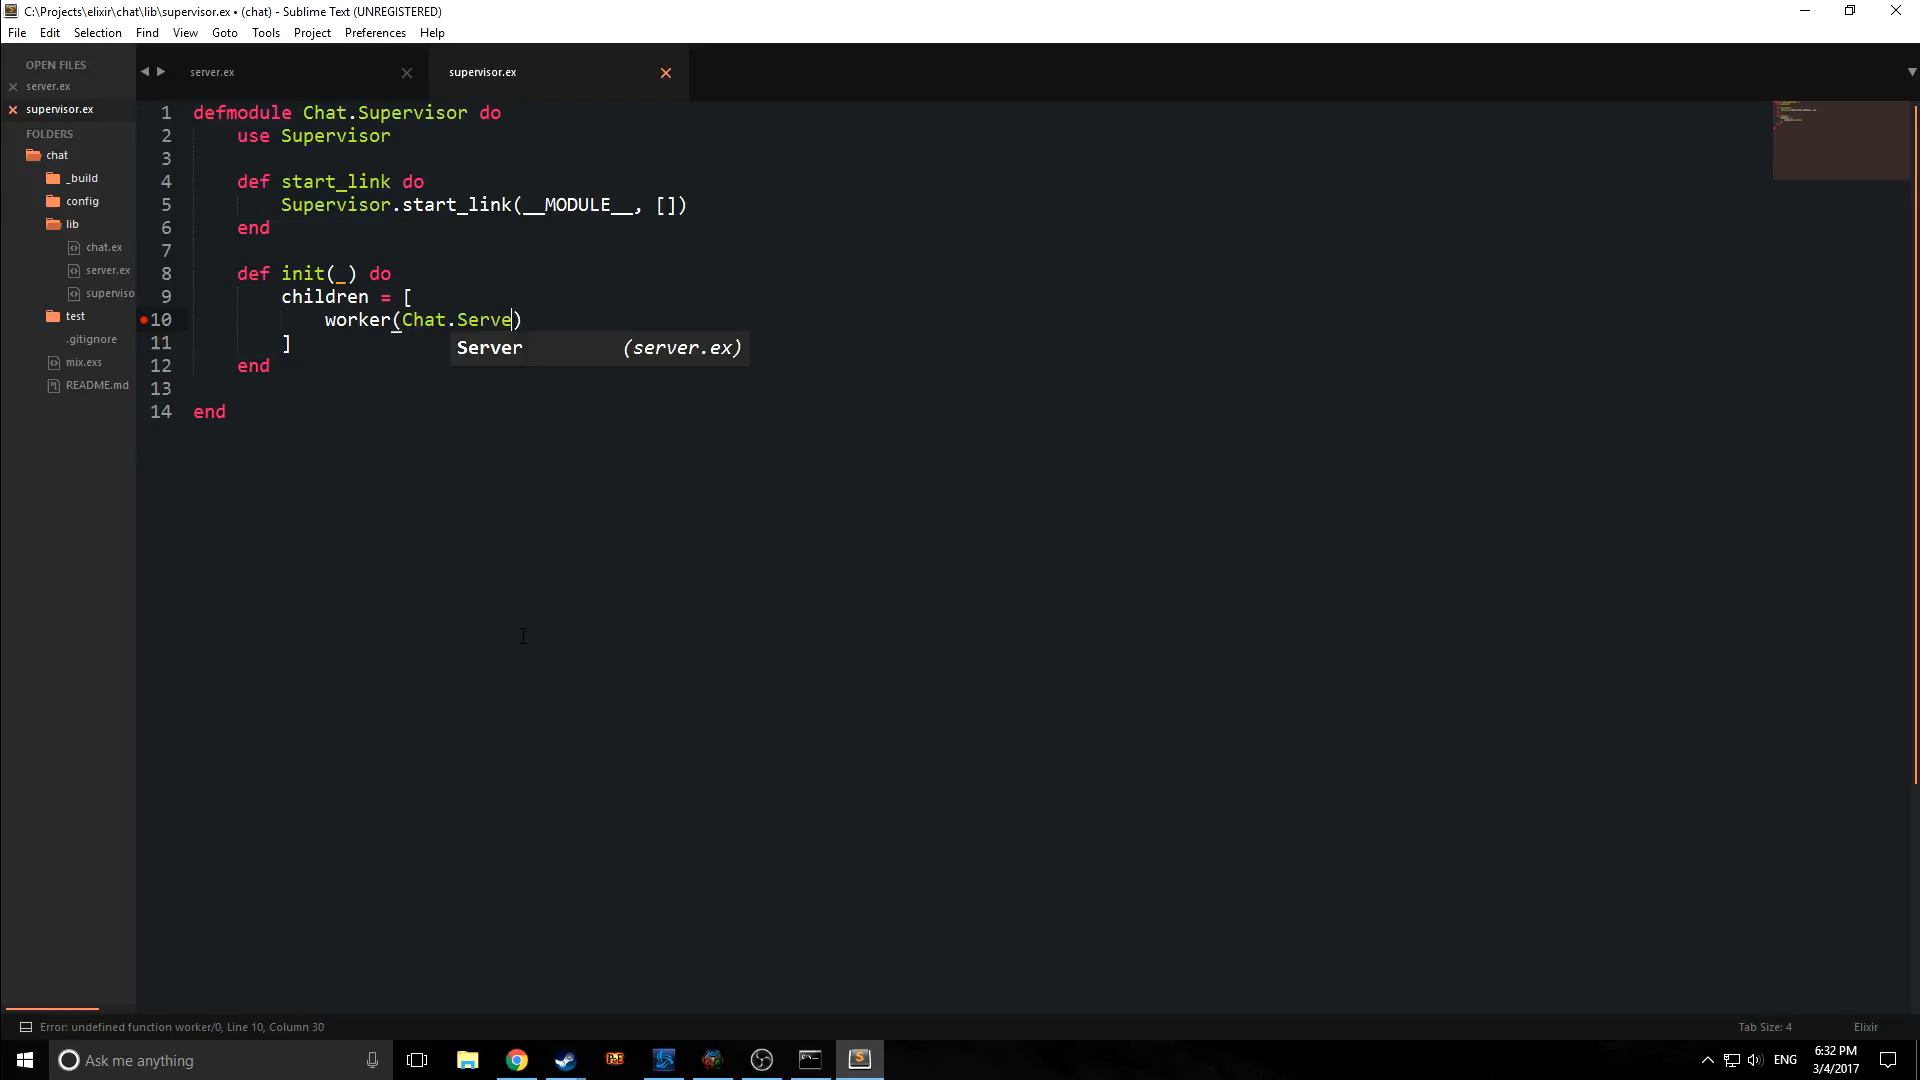 C:\Projects\elixir\chat\lib\supervisor.ex • (chat) - Sublime Text (UNREGISTERED)
File Edit Selection Find View Goto Tools Project Preferences Help
OPEN FILES
server.ex
supervisor.ex
FOLDERS
chat
_build
config
lib
chat.ex
server.ex
superviso
test
.gitignore
mix.exs
README.md
server.ex
supervisor.ex
1 defmodule Chat.Supervisor do
2 use Supervisor
3
4 def start_link do
5 Supervisor.start_link(__MODULE__, [])
6 end
7
8 def init(_) do
9 children = [
10 worker(Chat.Serve)
Server (server.ex)
11 ]
12 end
13
14 end
Error: undefined function worker/0, Line 10, Column 30
Tab Size: 4 Elixir
Ask me anything
PoE
ENG
6:32 PM
3/4/2017